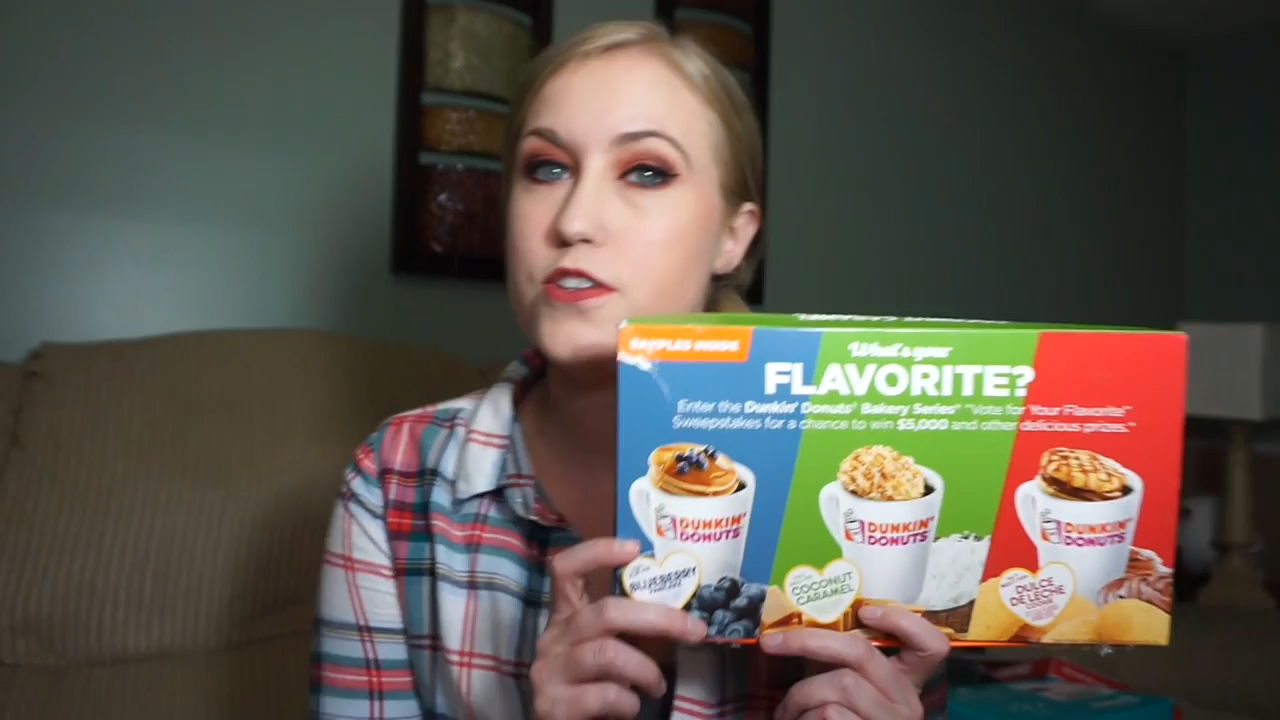 SAMPLES INSIDE
What's your
FLAVORITE?
Enter the Dunkin' Donuts' Bakery Series® "Vote for Your Flavorite"
Sweepstakes for a chance to win $5,000 and other delicious prizes.**
DUNKIN'
DONUTS
BLUEBERRY
DUNKIN'
DONUTS
COCONUT
CARAMEL
DUNKIN'
DONUTS
DULCE
DE LECHE